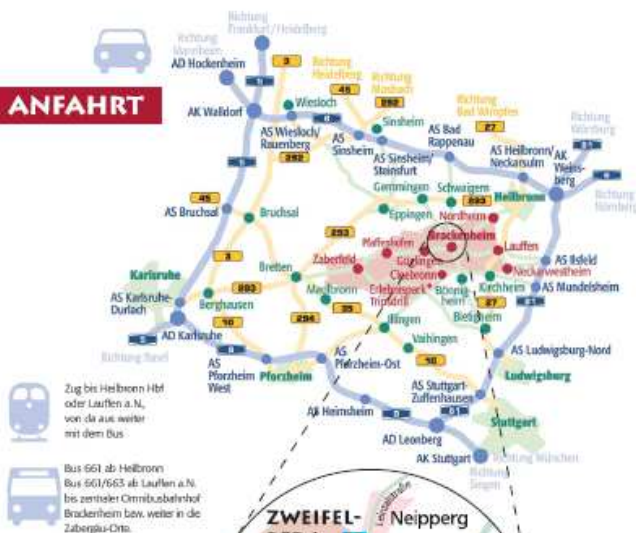 Richtung
Frankfurt/Heidelberg
Richtung
Mannheim
AD Hockenheim
3
Richtung
Heidelberg
45
Richtung
Mosbach
292
ANFAHRT
5
AK Walldorf
Wiesloch
6
AS Wiesloch/
Rauenberg
292
AS
Sinsheim
Sinsheim
AS Sinsheim/
Steinsfurt
AS Bad
Rappenau
Richtung
Bad Wimpfen
27
Richtung
Würzburg
81
AS Heilbronn/
Neckarsulm
AK
Weins-
berg
6
Richtung
Nürnberg
5
45
AS Bruchsal
Bruchsal
Gemmingen
Schwaigern
293
Heilbronn
Eppingen
Nordheim
293
Brackenheim
Pfaffenhofen
Güglingen
Lauffen
3
Bretten
Zaberfeld
Cleebronn
Neckarwestheim
AS Ilsfeld
Karlsruhe
293
Maulbronn
Erlebnispark
Tripsdrill
Bönnig-
heim
Kirchheim
AS Mundelsheim
81
AS Karlsruhe-
Durlach
Berghausen
35
27
10
294
Illingen
Bietigheim
AD Karlsruhe
5
Richtung Basel
8
Vaihingen
10
AS
Pforzheim
West
Pforzheim
AS
Pforzheim-Ost
AS Ludwigsburg-Nord
Ludwigsburg
AS Stuttgart-
Zuffenhausen
81
AS Heimsheim
8
Stuttgart
AD Leonberg
AK Stuttgart
Richtung München
Richtung
Singen
Zug bis Heilbronn Hbf
oder Lauffen a.N.,
von da aus weiter
mit dem Bus
Bus 661 ab Heilbronn
Bus 661/663 ab Lauffen a.N.
bis zentraler Omnibusbahnhof
Brackenheim bzw. weiter in die
Zabergäu-Orte.
ZWEIFEL-
Neipperg